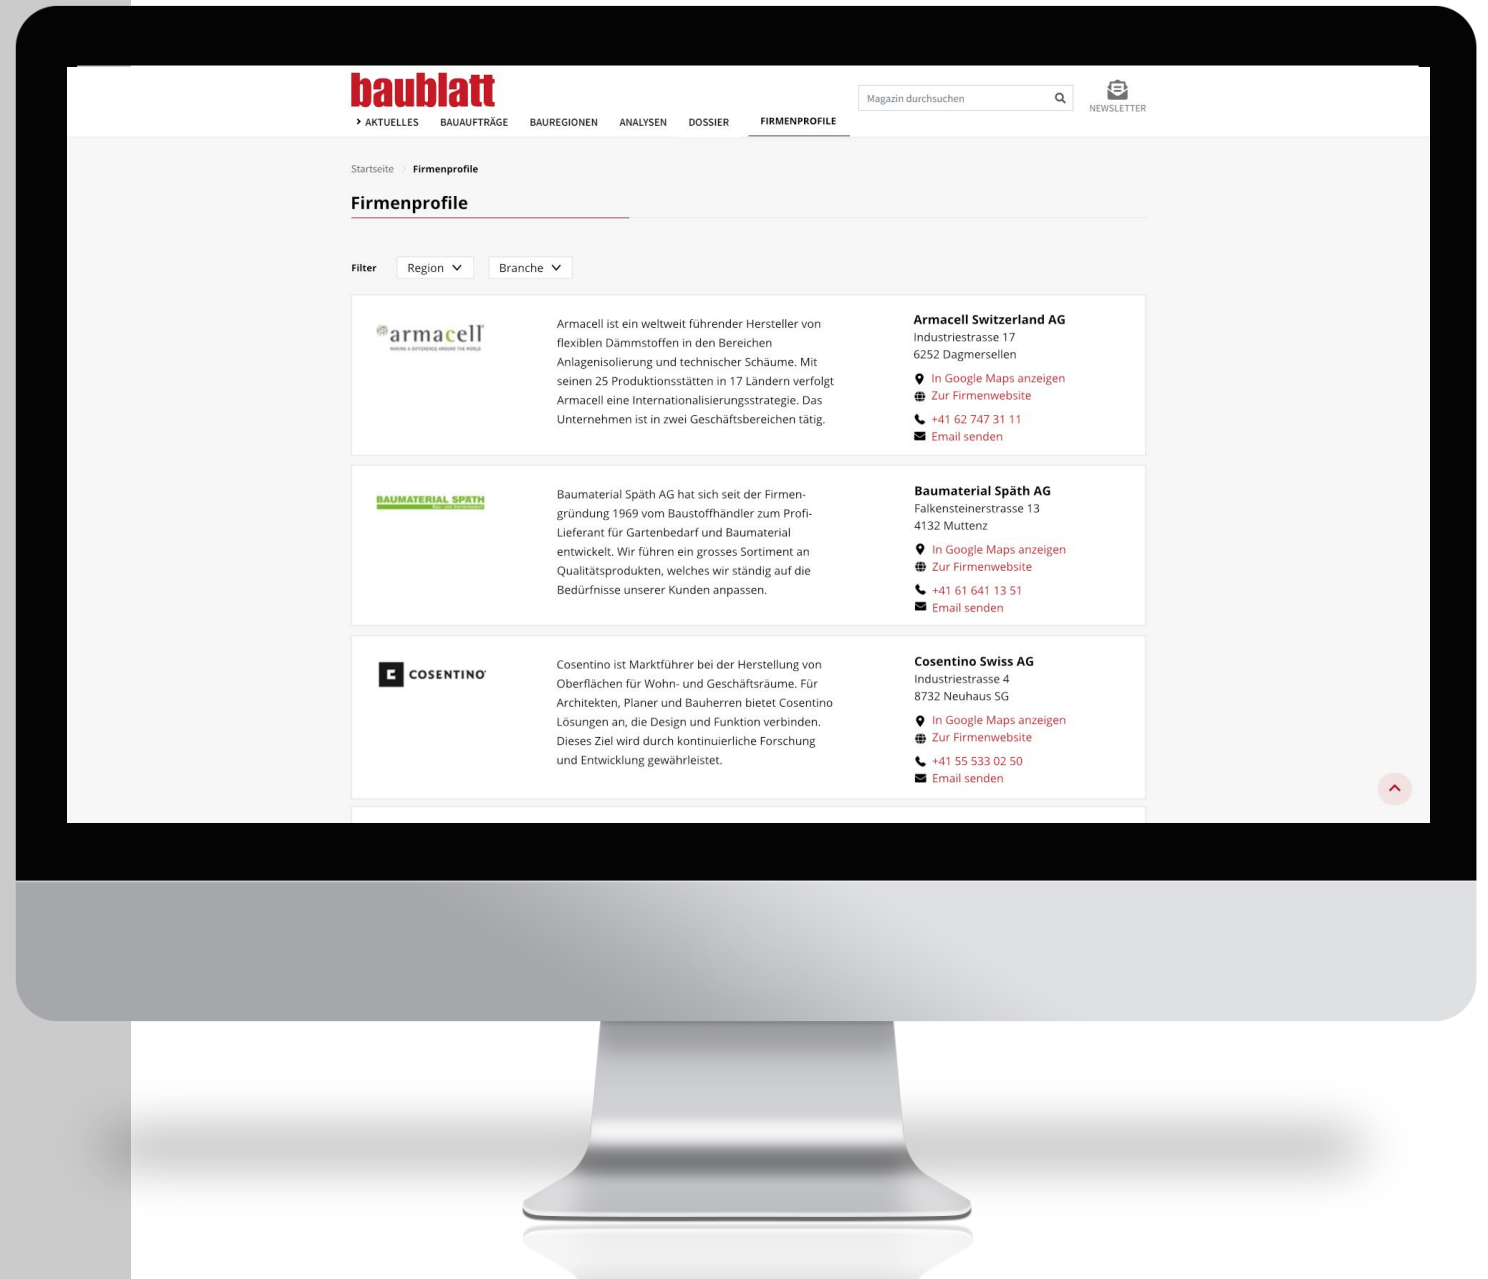 baublatt
Magazin durchsuchen
NEWSLETTER
AKTUELLES BAUAUFTRÄGE BAUREGIONEN ANALYSEN DOSSIER FIRMENPROFILE
Startseite Firmenprofile
Firmenprofile
Filter Region Branche
armacell
MAKING A DIFFERENCE AROUND THE WORLD
Armacell ist ein weltweit führender Hersteller von
flexiblen Dämmstoffen in den Bereichen
Anlagenisolierung und technischer Schäume. Mit
seinen 25 Produktionsstätten in 17 Ländern verfolgt
Armacell eine Internationalisierungsstrategie. Das
Unternehmen ist in zwei Geschäftsbereichen tätig.
Armacell Switzerland AG
Industriestrasse 17
6252 Dagmersellen
In Google Maps anzeigen
Zur Firmenwebsite
+41 62 747 31 11
Email senden
BAUMATERIAL SPÄTH
Bau- und Gartenbedarf
Baumaterial Späth AG hat sich seit der Firmen-
gründung 1969 vom Baustoffhändler zum Profi-
Lieferant für Gartenbedarf und Baumaterial
entwickelt. Wir führen ein grosses Sortiment an
Qualitätsprodukten, welches wir ständig auf die
Bedürfnisse unserer Kunden anpassen.
Baumaterial Späth AG
Falkensteinerstrasse 13
4132 Muttenz
In Google Maps anzeigen
Zur Firmenwebsite
+41 61 641 13 51
Email senden
COSENTINO
Cosentino ist Marktführer bei der Herstellung von
Oberflächen für Wohn- und Geschäftsräume. Für
Architekten, Planer und Bauherren bietet Cosentino
Lösungen an, die Design und Funktion verbinden.
Dieses Ziel wird durch kontinuierliche Forschung
und Entwicklung gewährleistet.
Cosentino Swiss AG
Industriestrasse 4
8732 Neuhaus SG
In Google Maps anzeigen
Zur Firmenwebsite
+41 55 533 02 50
Email senden